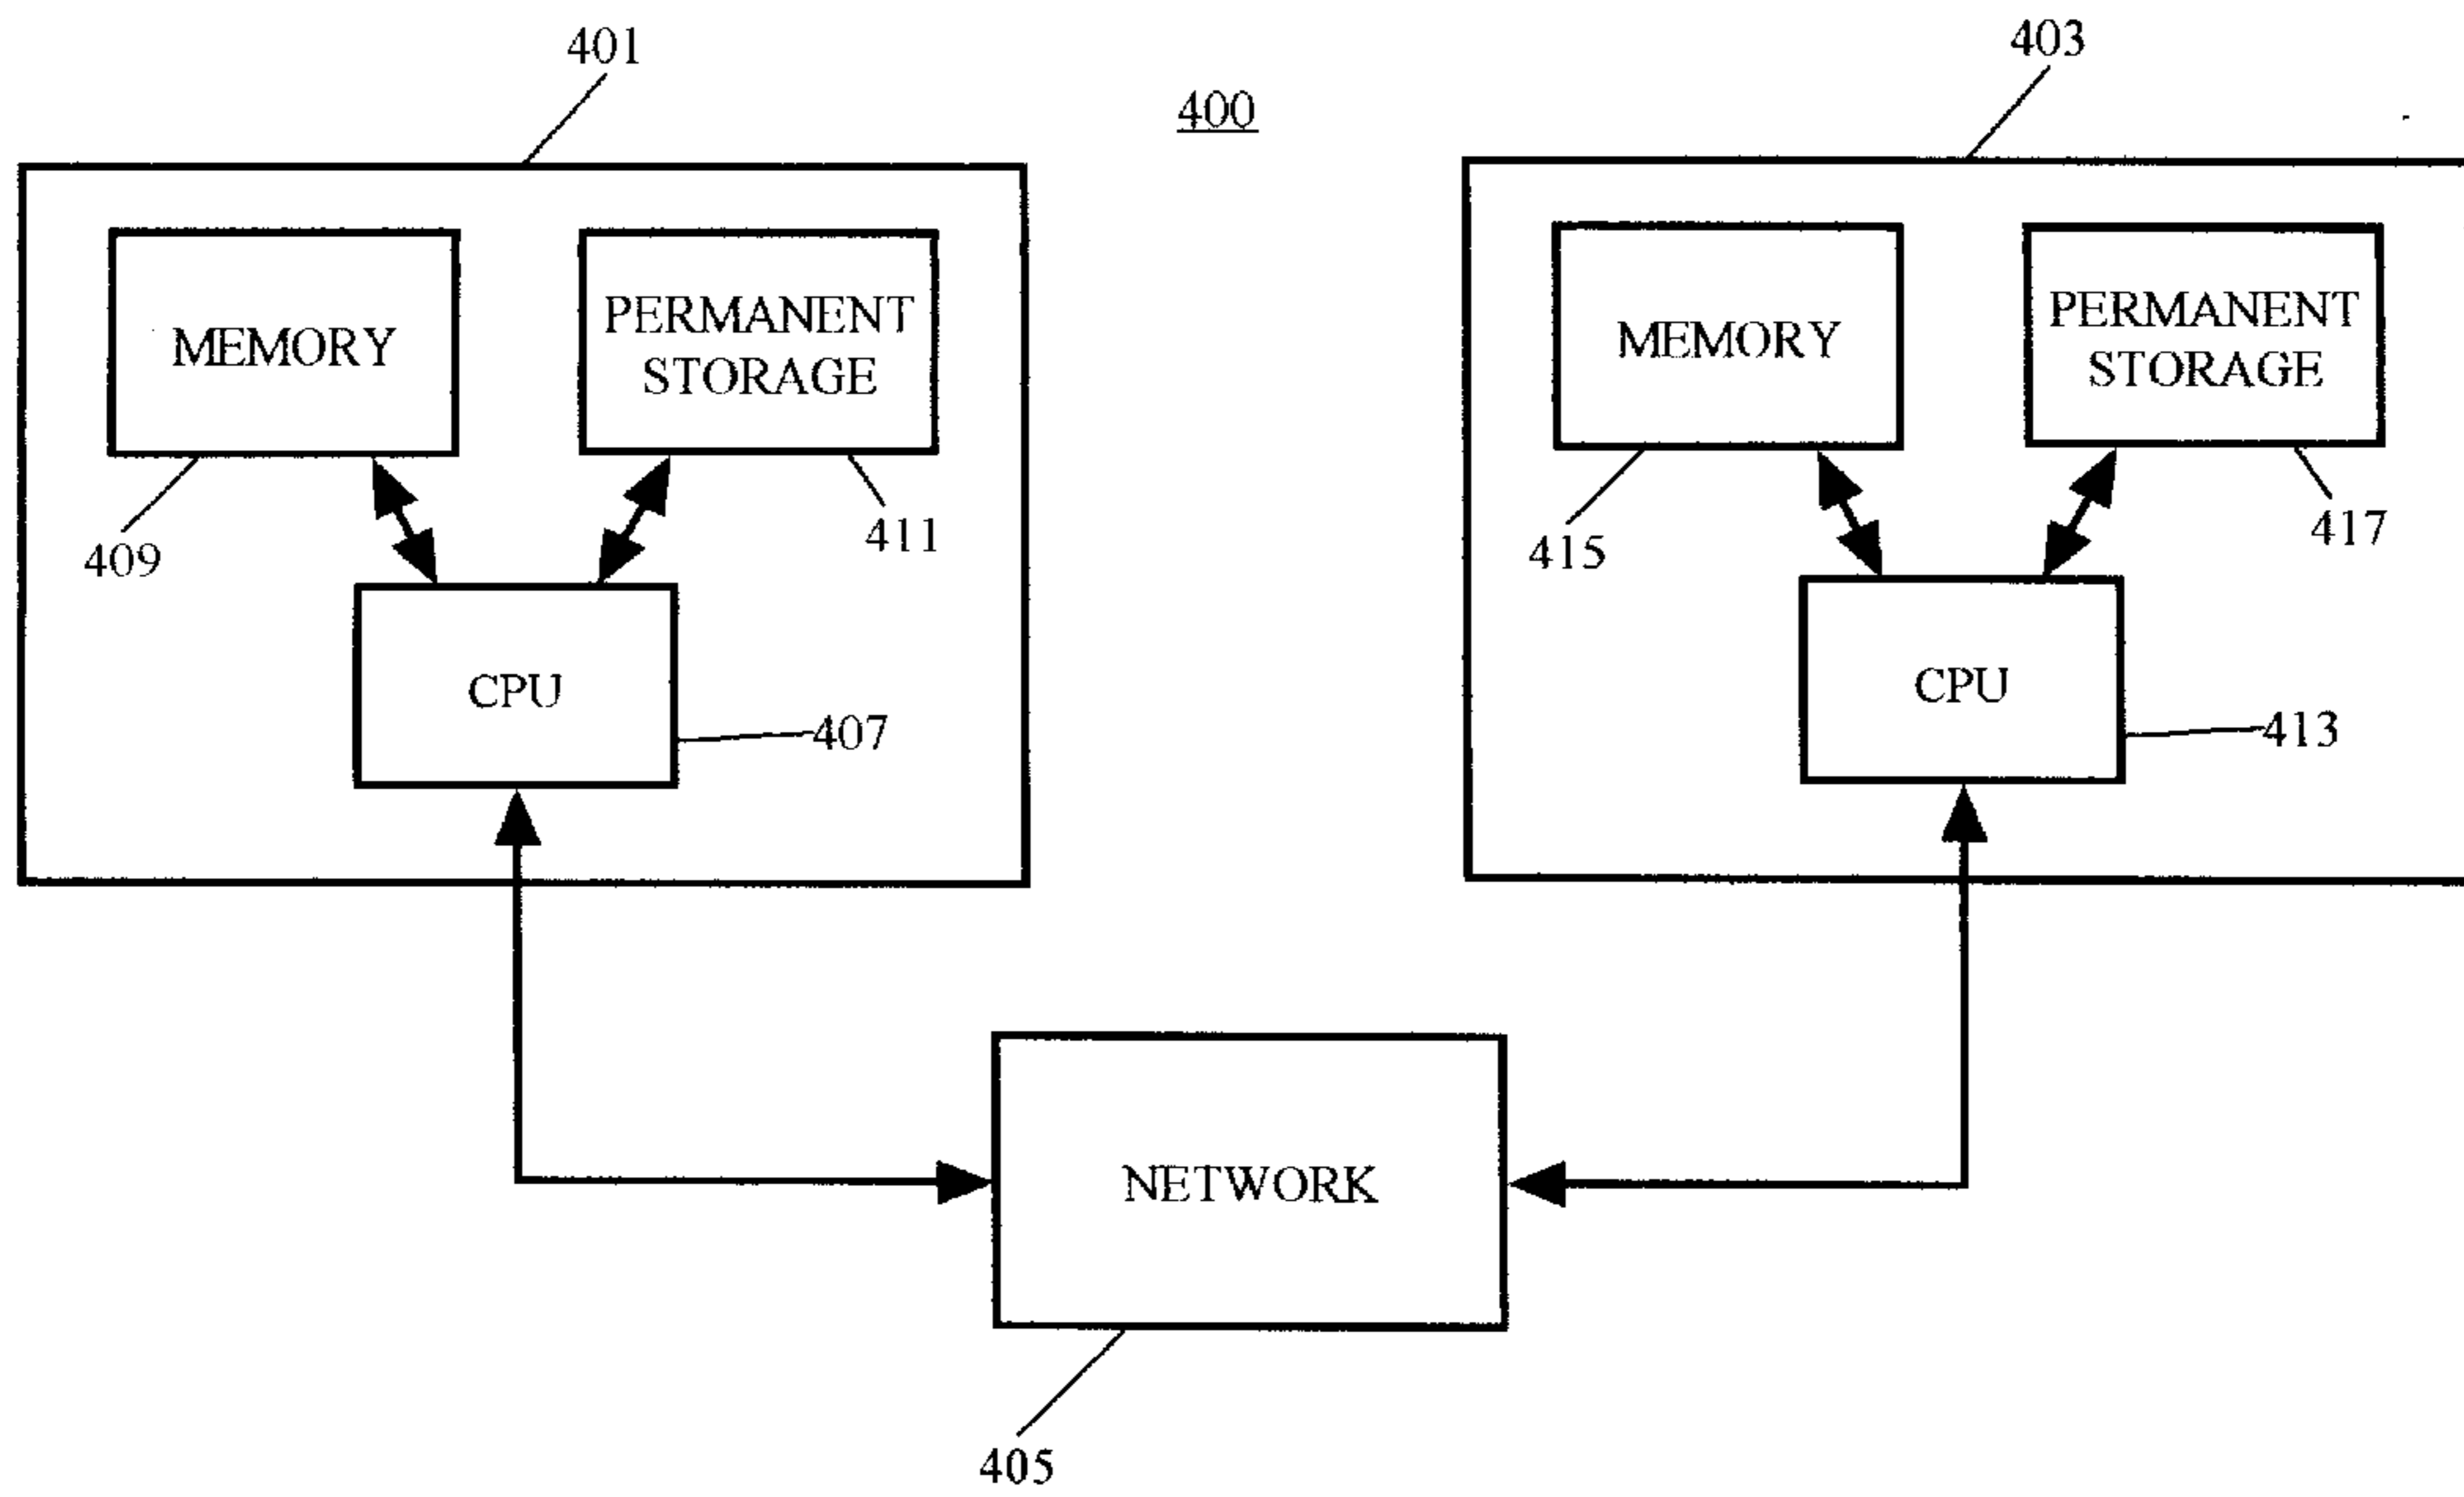 401
403
400
MEMORY
PERMANENT
STORAGE
MEMORY
PERMANENT
STORAGE
409
411
415
417
CPU
407
CPU
413
NETWORK
405